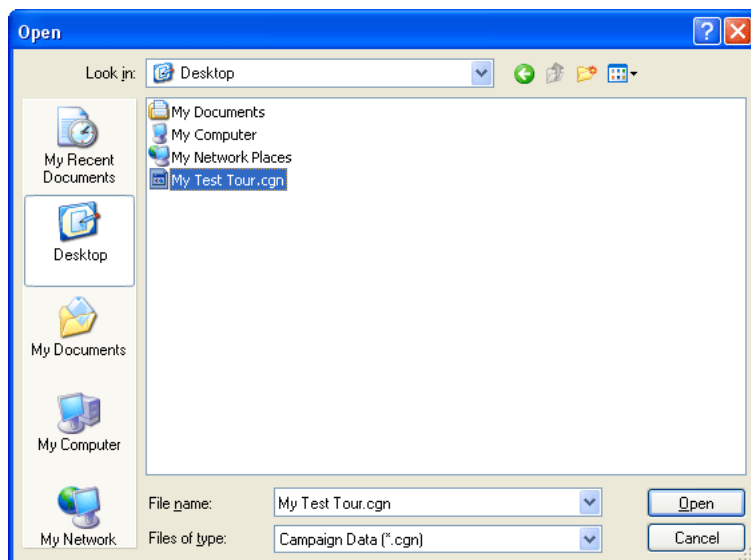 Open
Look in: Desktop
My Recent
Documents
Desktop
My Documents
My Computer
My Network
My Documents
My Computer
My Network Places
My Test Tour.cgn
File name: My Test Tour.cgn Open
Files of type: Campaign Data (*.cgn) Cancel